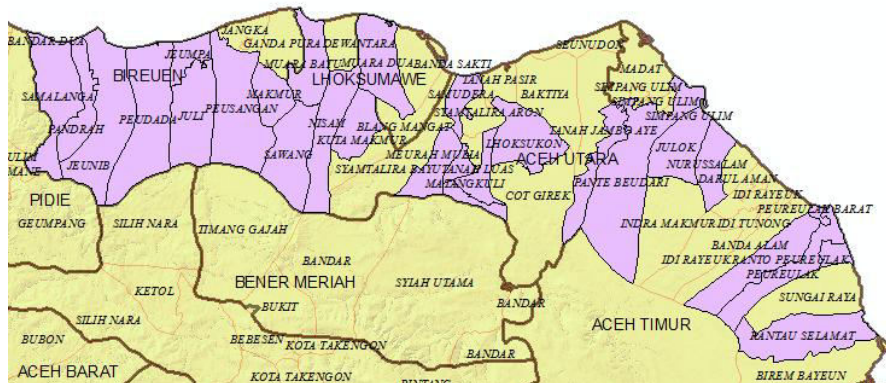 JANGKA
BANDAR DUA
GANDA PURA
DEWANTARA
SEUNUDON
JEUMPA
BIREUEN
MUARA BATU
MUARA DUA
BANDA SAKTI
LHOKSUMAWE
MADAT
TANAH PASIR
SIMPANG ULIM
SAMALANGA
MAKMUR
SAMUDERA
BAKTIYA
SIMPANG ULIM
PEUSANGAN
SYAMTALIRA ARON
SIMPANG ULIM
PEUDADA
JULI
NISAM
BLANG MANGAT
TANAH JAMBO AYE
PANDRAH
KUTA MAKMUR
LHOKSUKON
JULOK
ULIM
SAWANG
MEURAH MULIA
ACEH UTARA
MANE
JEUNIB
SYAMTALIRA BAYU
TANAH LUAS
NURUSSALAM
DARUL AMAN
MATANGKULI
PANTE BEUDARI
PIDIE
COT GIREK
IDI RAYEUK
PEUREULAK BARAT
GEUMPANG
SILIH NARA
TIMANG GAJAH
INDRA MAKMUR
IDI TUNONG
BANDA ALAM
BANDAR
IDI RAYEUK
RANTO PEUREULAK
BENER MERIAH
SYIAH UTAMA
PEUREULAK
KETOL
SUNGAI RAYA
BUKIT
BANDAR
SILIH NARA
ACEH TIMUR
BUBON
BEBESEN
KOTA TAKENGON
RANTAU SELAMAT
BANDAR
ACEH BARAT
KOTA TAKENGON
BIREM BAYEUN